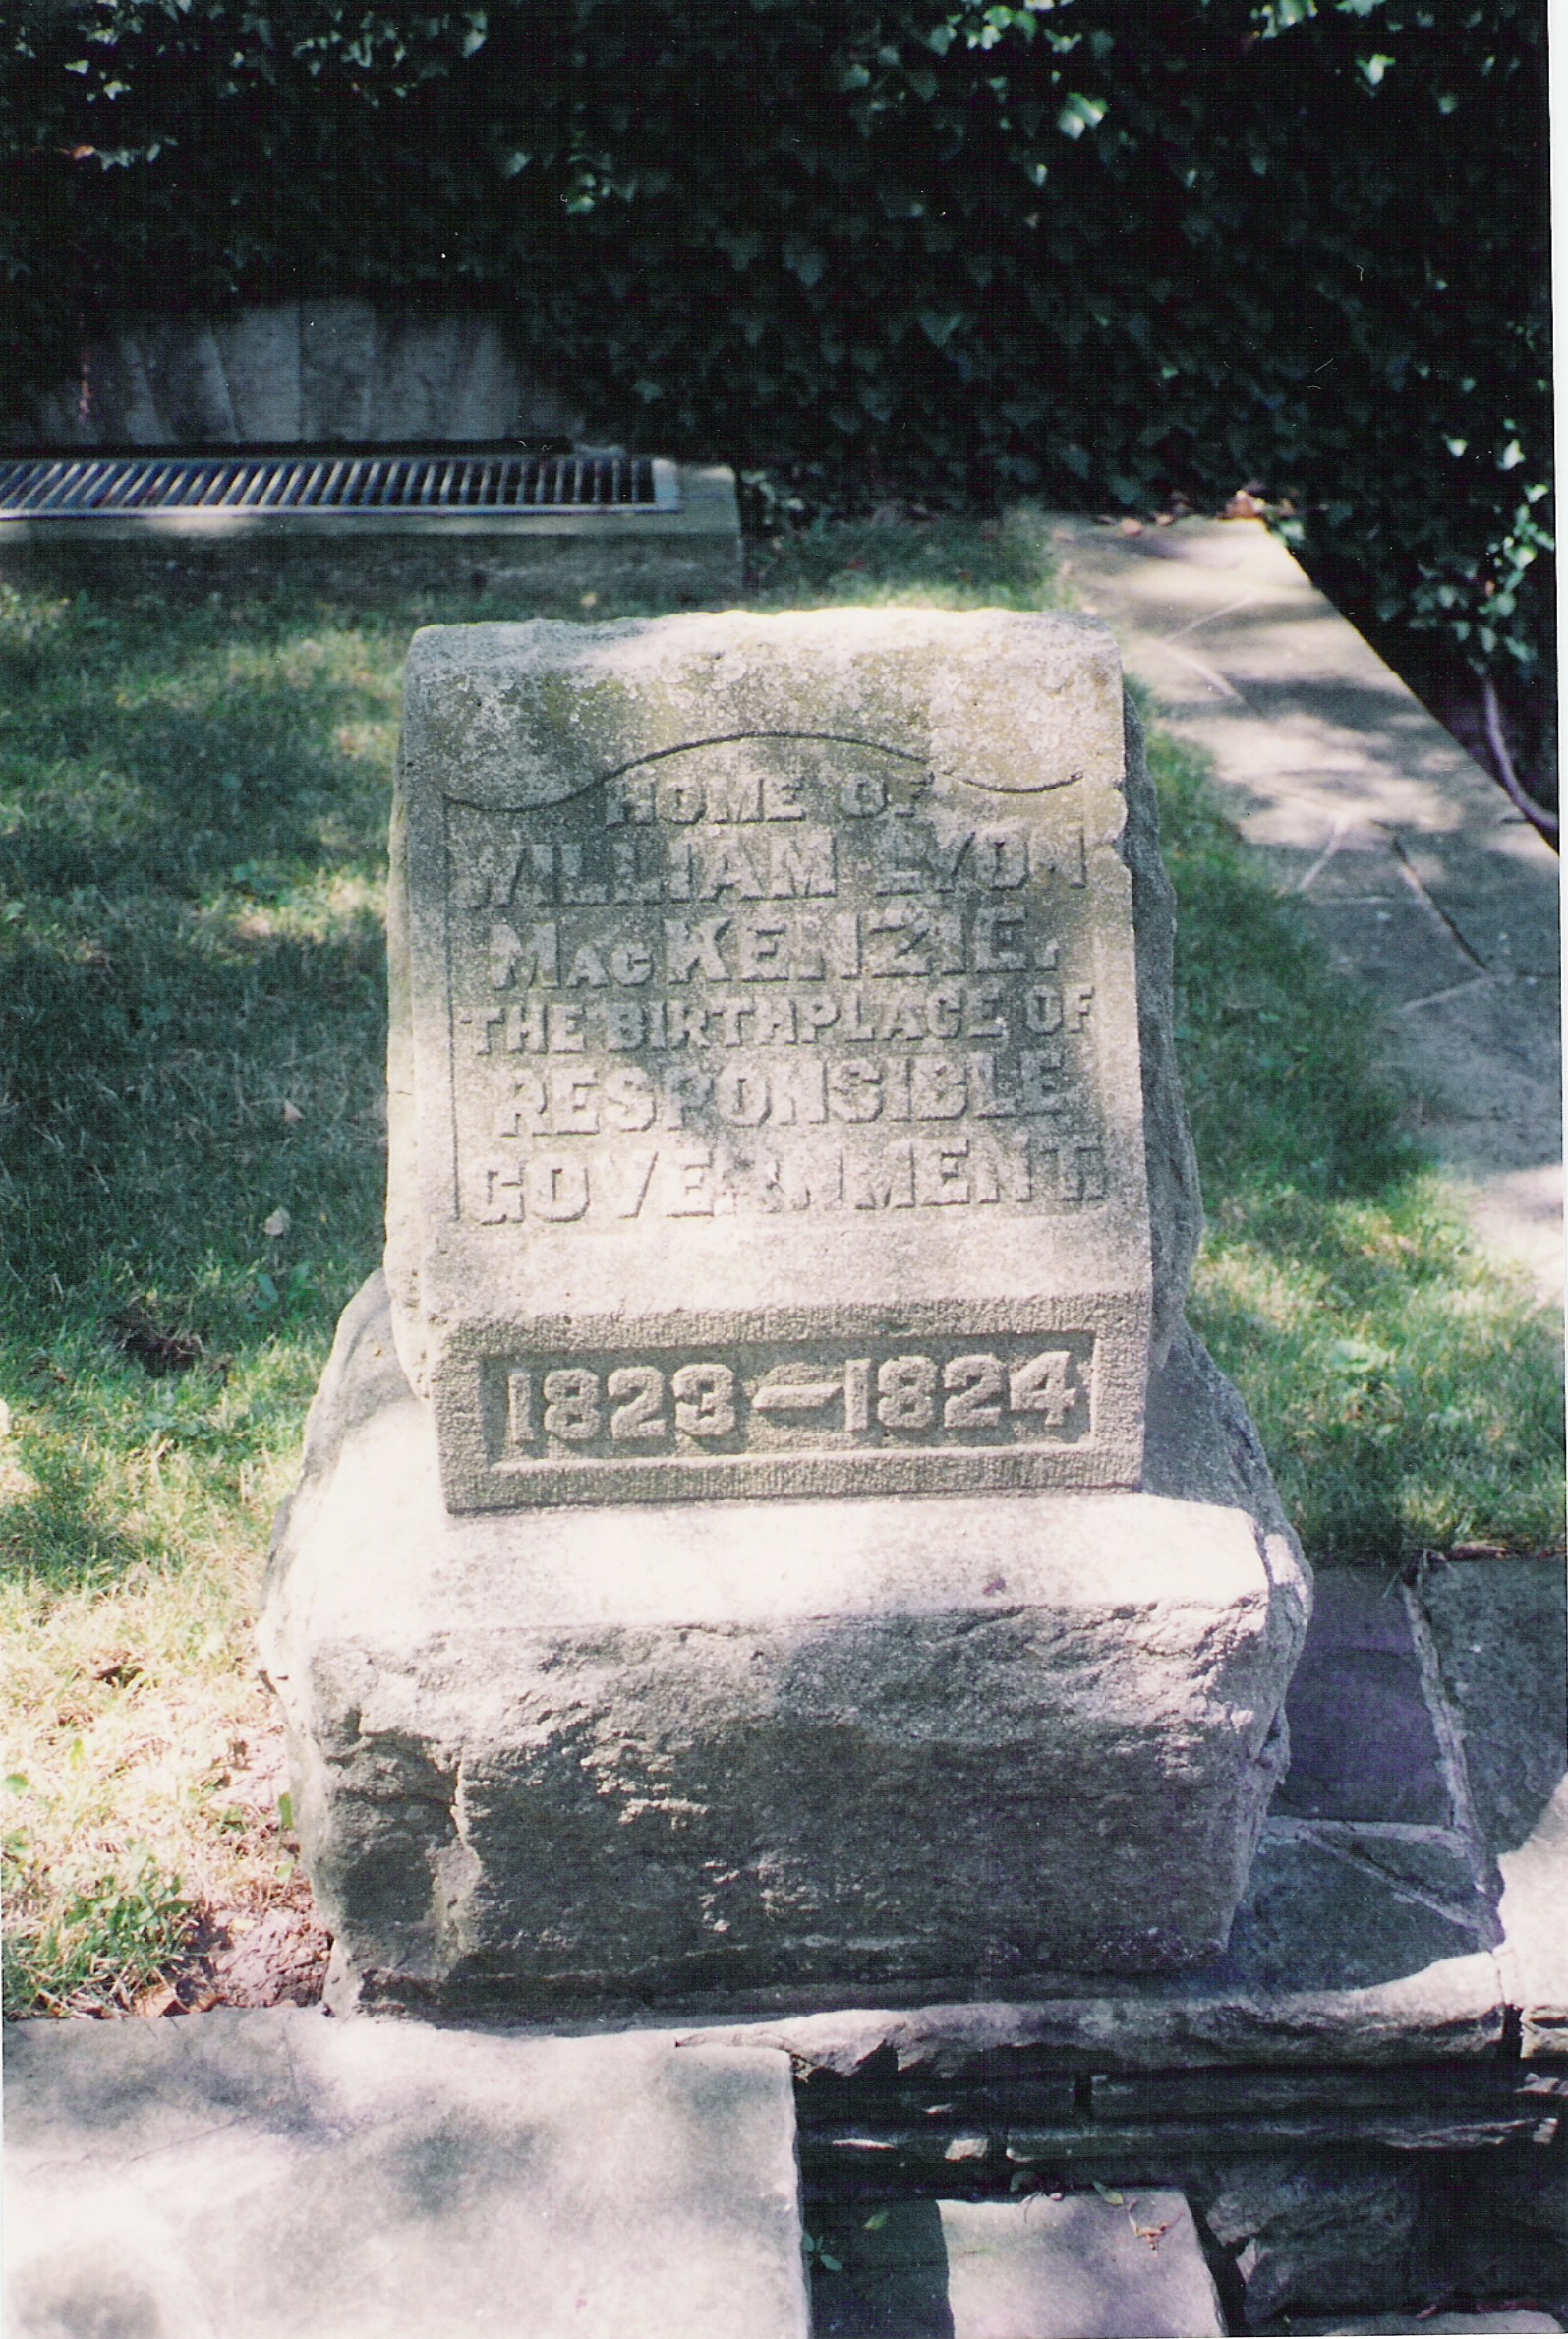 HOME OF
WILLIAM LYON
MACKENZIE.
THE BIRTHPLACE OF
RESPONSIBLE
GOVERNMENT.
1823-1824